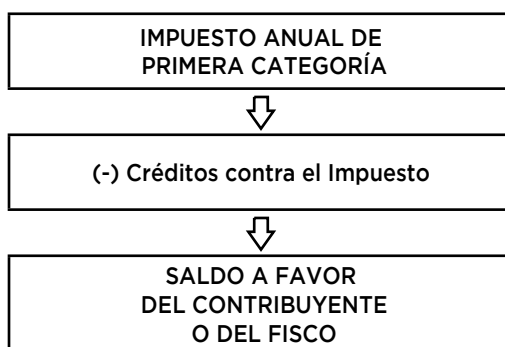 IMPUESTO ANUAL DE
PRIMERA CATEGORÍA
(-) Créditos contra el Impuesto
SALDO A FAVOR
DEL CONTRIBUYENTE
O DEL FISCO